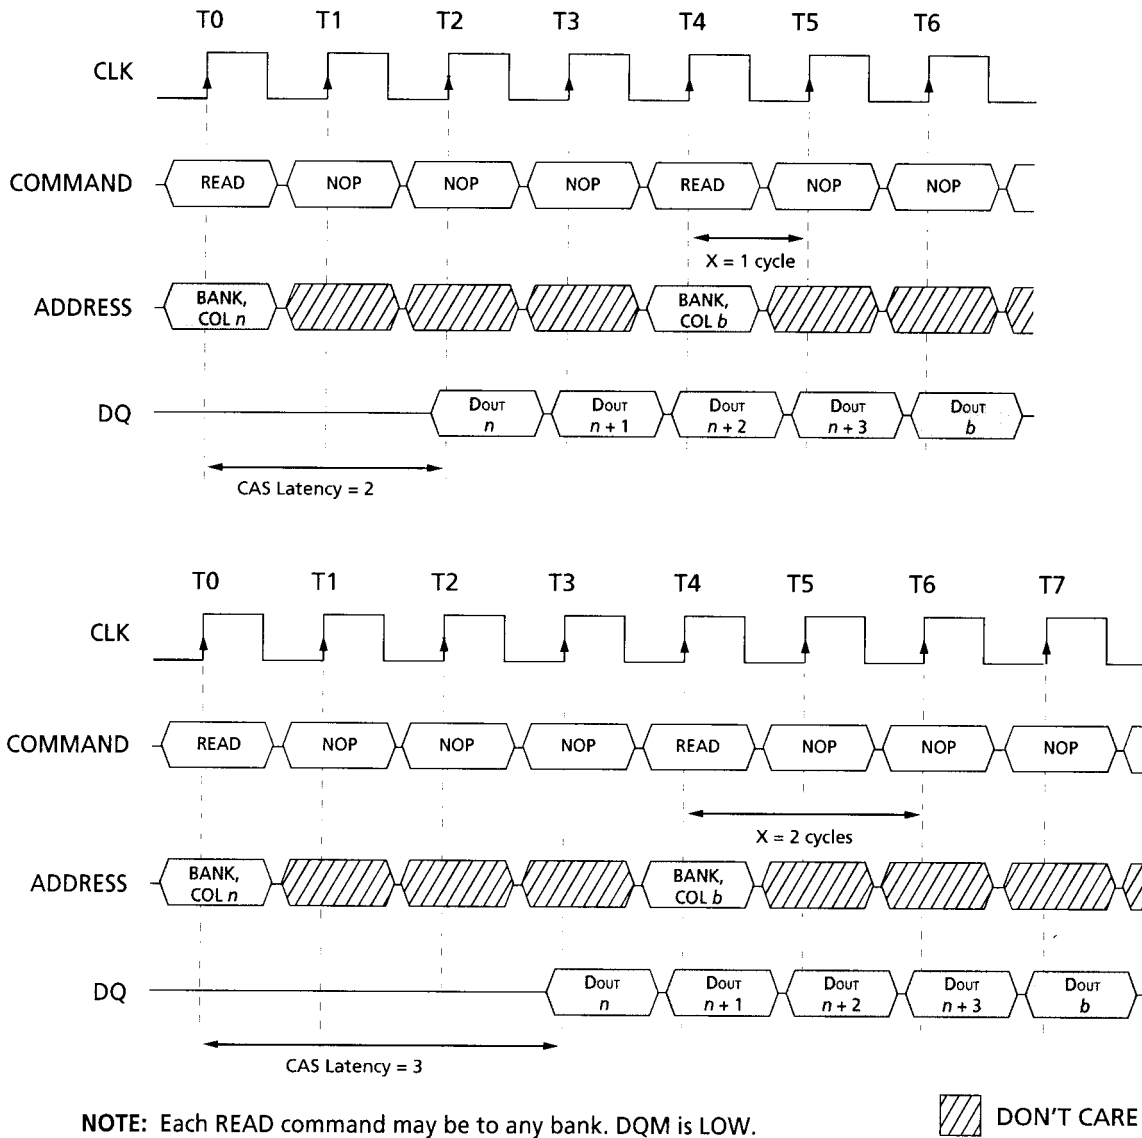 T0 T1 T2 T3 T4 T5 T6
CLK
COMMAND READ NOP NOP NOP READ NOP NOP
X = 1 cycle
ADDRESS BANK, COL n BANK, COL b
DQ DOUT n DOUT n + 1 DOUT n + 2 DOUT n + 3 DOUT b
CAS Latency = 2
T0 T1 T2 T3 T4 T5 T6 T7
CLK
COMMAND READ NOP NOP NOP READ NOP NOP NOP
X = 2 cycles
ADDRESS BANK, COL n BANK, COL b
DQ DOUT n DOUT n + 1 DOUT n + 2 DOUT n + 3 DOUT b
CAS Latency = 3
NOTE: Each READ command may be to any bank. DQM is LOW.
DON'T CARE